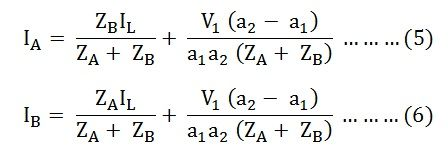 I_A = Z_B I_L / (Z_A + Z_B) + V_1 (a_2 − a_1) / (a_1 a_2 (Z_A + Z_B)) … … … (5)
I_B = Z_A I_L / (Z_A + Z_B) + V_1 (a_2 − a_1) / (a_1 a_2 (Z_A + Z_B)) … … … (6)